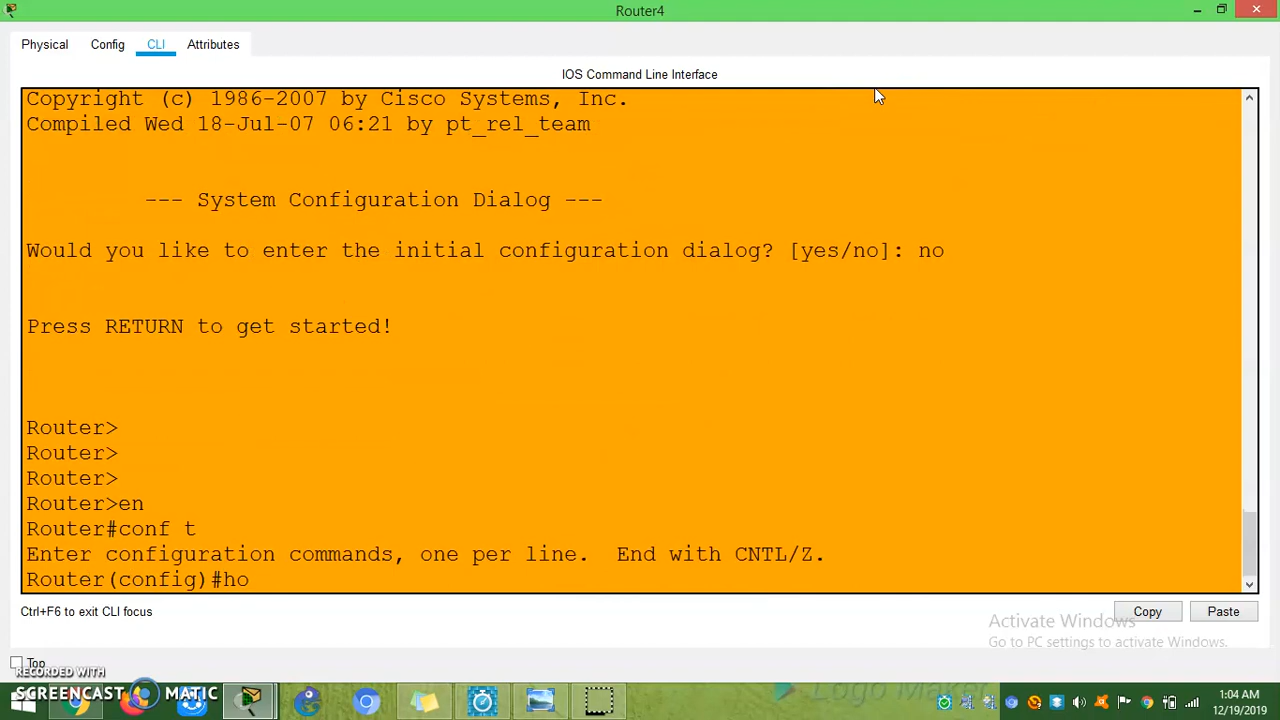 Router4
Physical Config CLI Attributes
IOS Command Line Interface
Copyright (c) 1986-2007 by Cisco Systems, Inc.
Compiled Wed 18-Jul-07 06:21 by pt_rel_team
--- System Configuration Dialog ---
Would you like to enter the initial configuration dialog? [yes/no]: no
Press RETURN to get started!
Router>
Router>
Router>
Router>en
Router#conf t
Enter configuration commands, one per line.  End with CNTL/Z.
Router(config)#ho
Ctrl+F6 to exit CLI focus
Copy Paste
Activate Windows
Go to PC settings to activate Windows.
Top
RECORDED WITH
SCREENCAST MATIC
Logo Ma
1:04 AM
12/19/2019